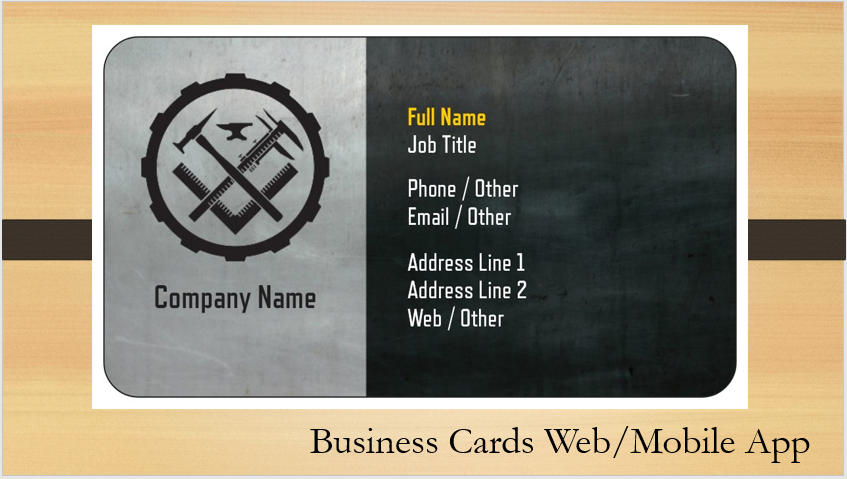 Company Name
Full Name
Job Title
Phone / Other
Email / Other
Address Line 1
Address Line 2
Web / Other
Business Cards Web/Mobile App